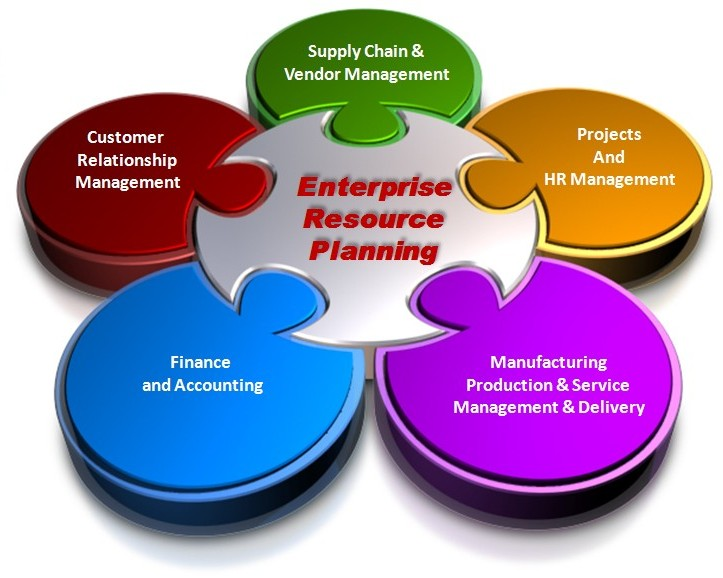 Supply Chain &
Vendor Management
Customer
Relationship
Management
Projects
And
HR Management
Enterprise
Resource
Planning
Finance
and Accounting
Manufacturing
Production & Service
Management & Delivery